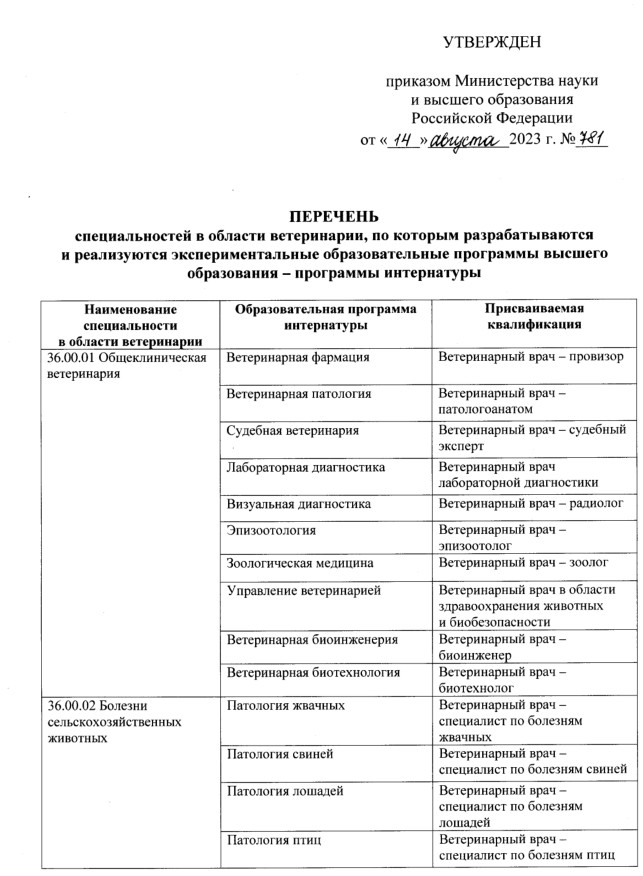 УТВЕРЖДЕН
приказом Министерства науки
и высшего образования
Российской Федерации
от «14» августа 2023 г. №781
ПЕРЕЧЕНЬ
специальностей в области ветеринарии, по которым разрабатываются
и реализуются экспериментальные образовательные программы высшего
образования – программы интернатуры
Наименование
специальности
в области ветеринарии
Образовательная программа
интернатуры
Присваиваемая
квалификация
36.00.01 Общеклиническая
ветеринария
Ветеринарная фармация
Ветеринарный врач – провизор
Ветеринарная патология
Ветеринарный врач –
патологоанатом
Судебная ветеринария
Ветеринарный врач – судебный
эксперт
Лабораторная диагностика
Ветеринарный врач
лабораторной диагностики
Визуальная диагностика
Ветеринарный врач – радиолог
Эпизоотология
Ветеринарный врач –
эпизоотолог
Зоологическая медицина
Ветеринарный врач – зоолог
Управление ветеринарией
Ветеринарный врач в области
здравоохранения животных
и биобезопасности
Ветеринарная биоинженерия
Ветеринарный врач –
биоинженер
Ветеринарная биотехнология
Ветеринарный врач –
биотехнолог
36.00.02 Болезни
сельскохозяйственных
животных
Патология жвачных
Ветеринарный врач –
специалист по болезням
жвачных
Патология свиней
Ветеринарный врач –
специалист по болезням свиней
Патология лошадей
Ветеринарный врач –
специалист по болезням
лошадей
Патология птиц
Ветеринарный врач –
специалист по болезням птиц